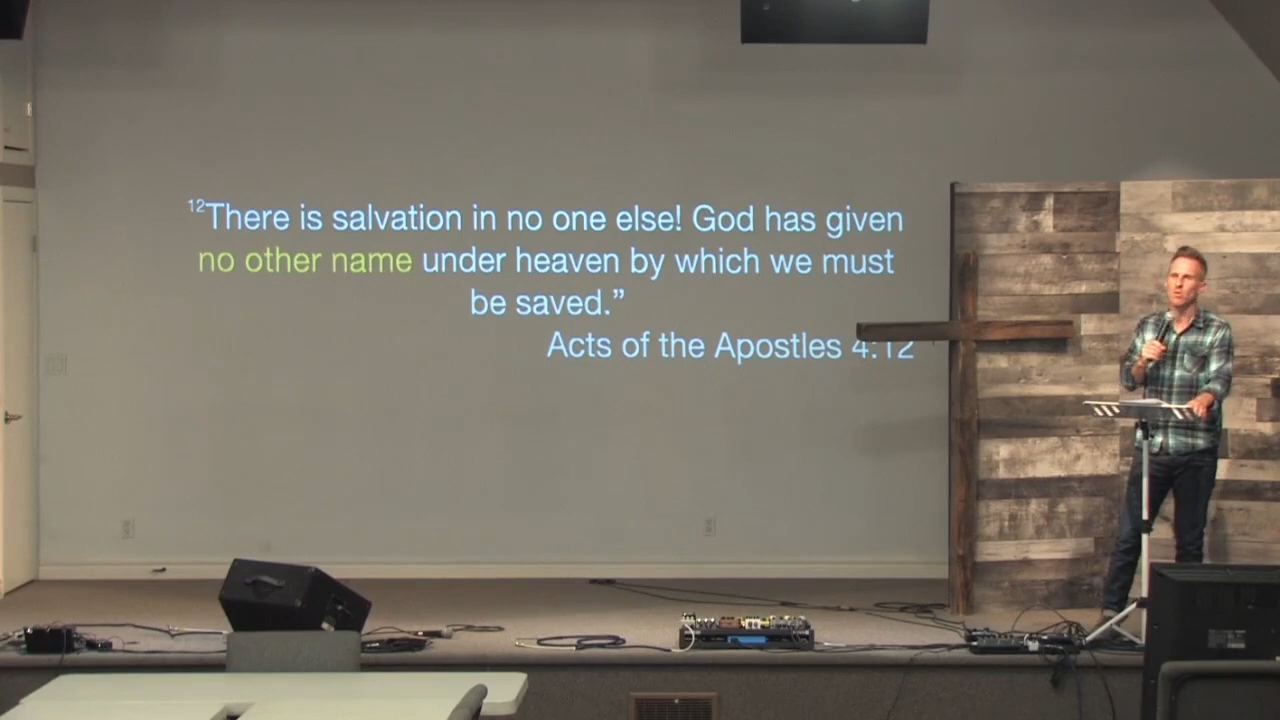 12There is salvation in no one else! God has given
no other name under heaven by which we must
be saved.”
Acts of the Apostles 4:12